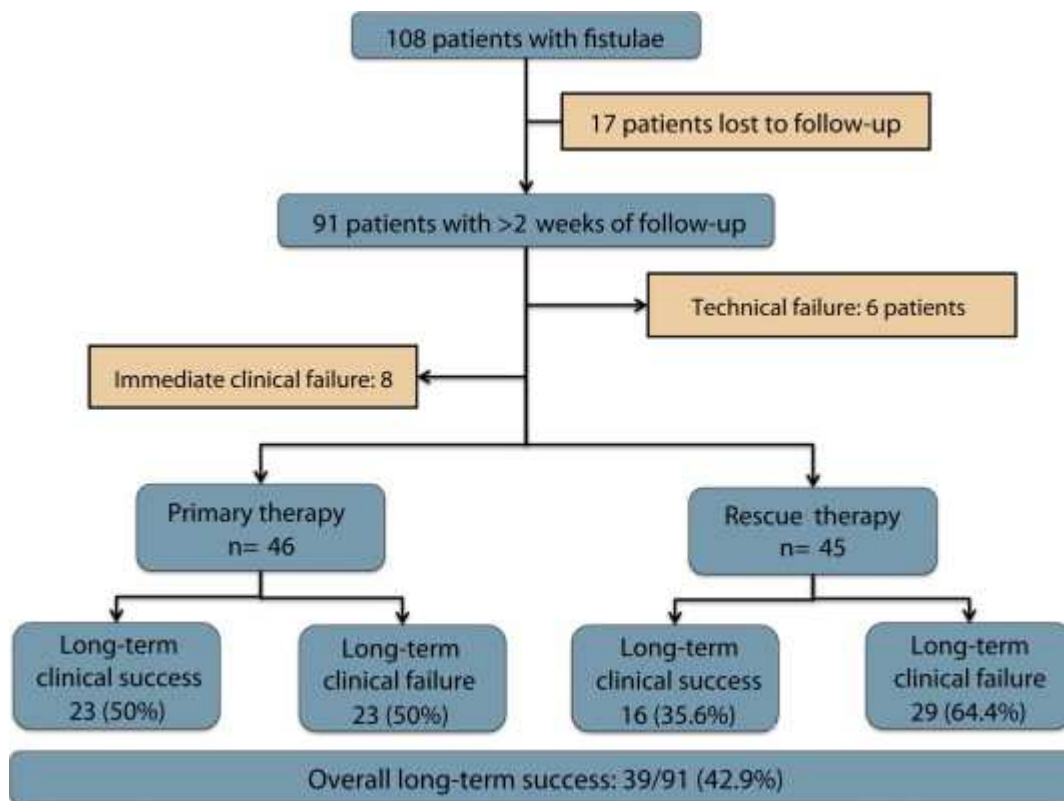 108 patients with fistulae
17 patients lost to follow-up
91 patients with >2 weeks of follow-up
Technical failure: 6 patients
Immediate clinical failure: 8
Primary therapy
n= 46
Rescue therapy
n= 45
Long-term
clinical success
23 (50%)
Long-term
clinical failure
23 (50%)
Long-term
clinical success
16 (35.6%)
Long-term
clinical failure
29 (64.4%)
Overall long-term success: 39/91 (42.9%)